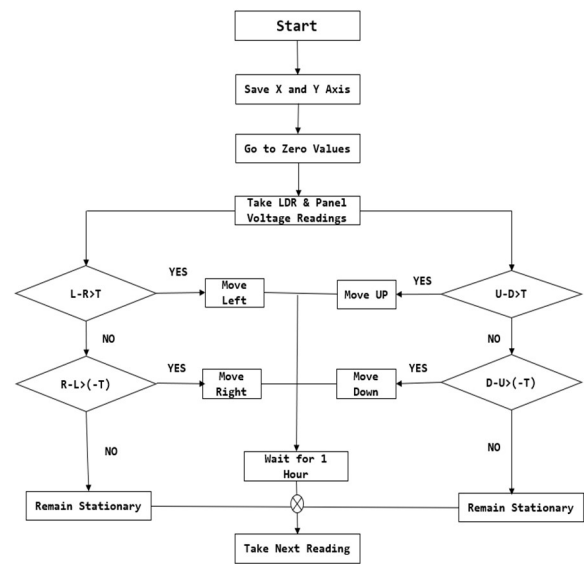 Start
Save X and Y Axis
Go to Zero Values
Take LDR & Panel
Voltage Readings
YES
YES
L-R>T
Move
Left
Move UP
U-D>T
NO
NO
YES
YES
R-L>(-T)
Move
Right
Move
Down
D-U>(-T)
NO
NO
Wait for 1
Hour
Remain Stationary
Remain Stationary
Take Next Reading